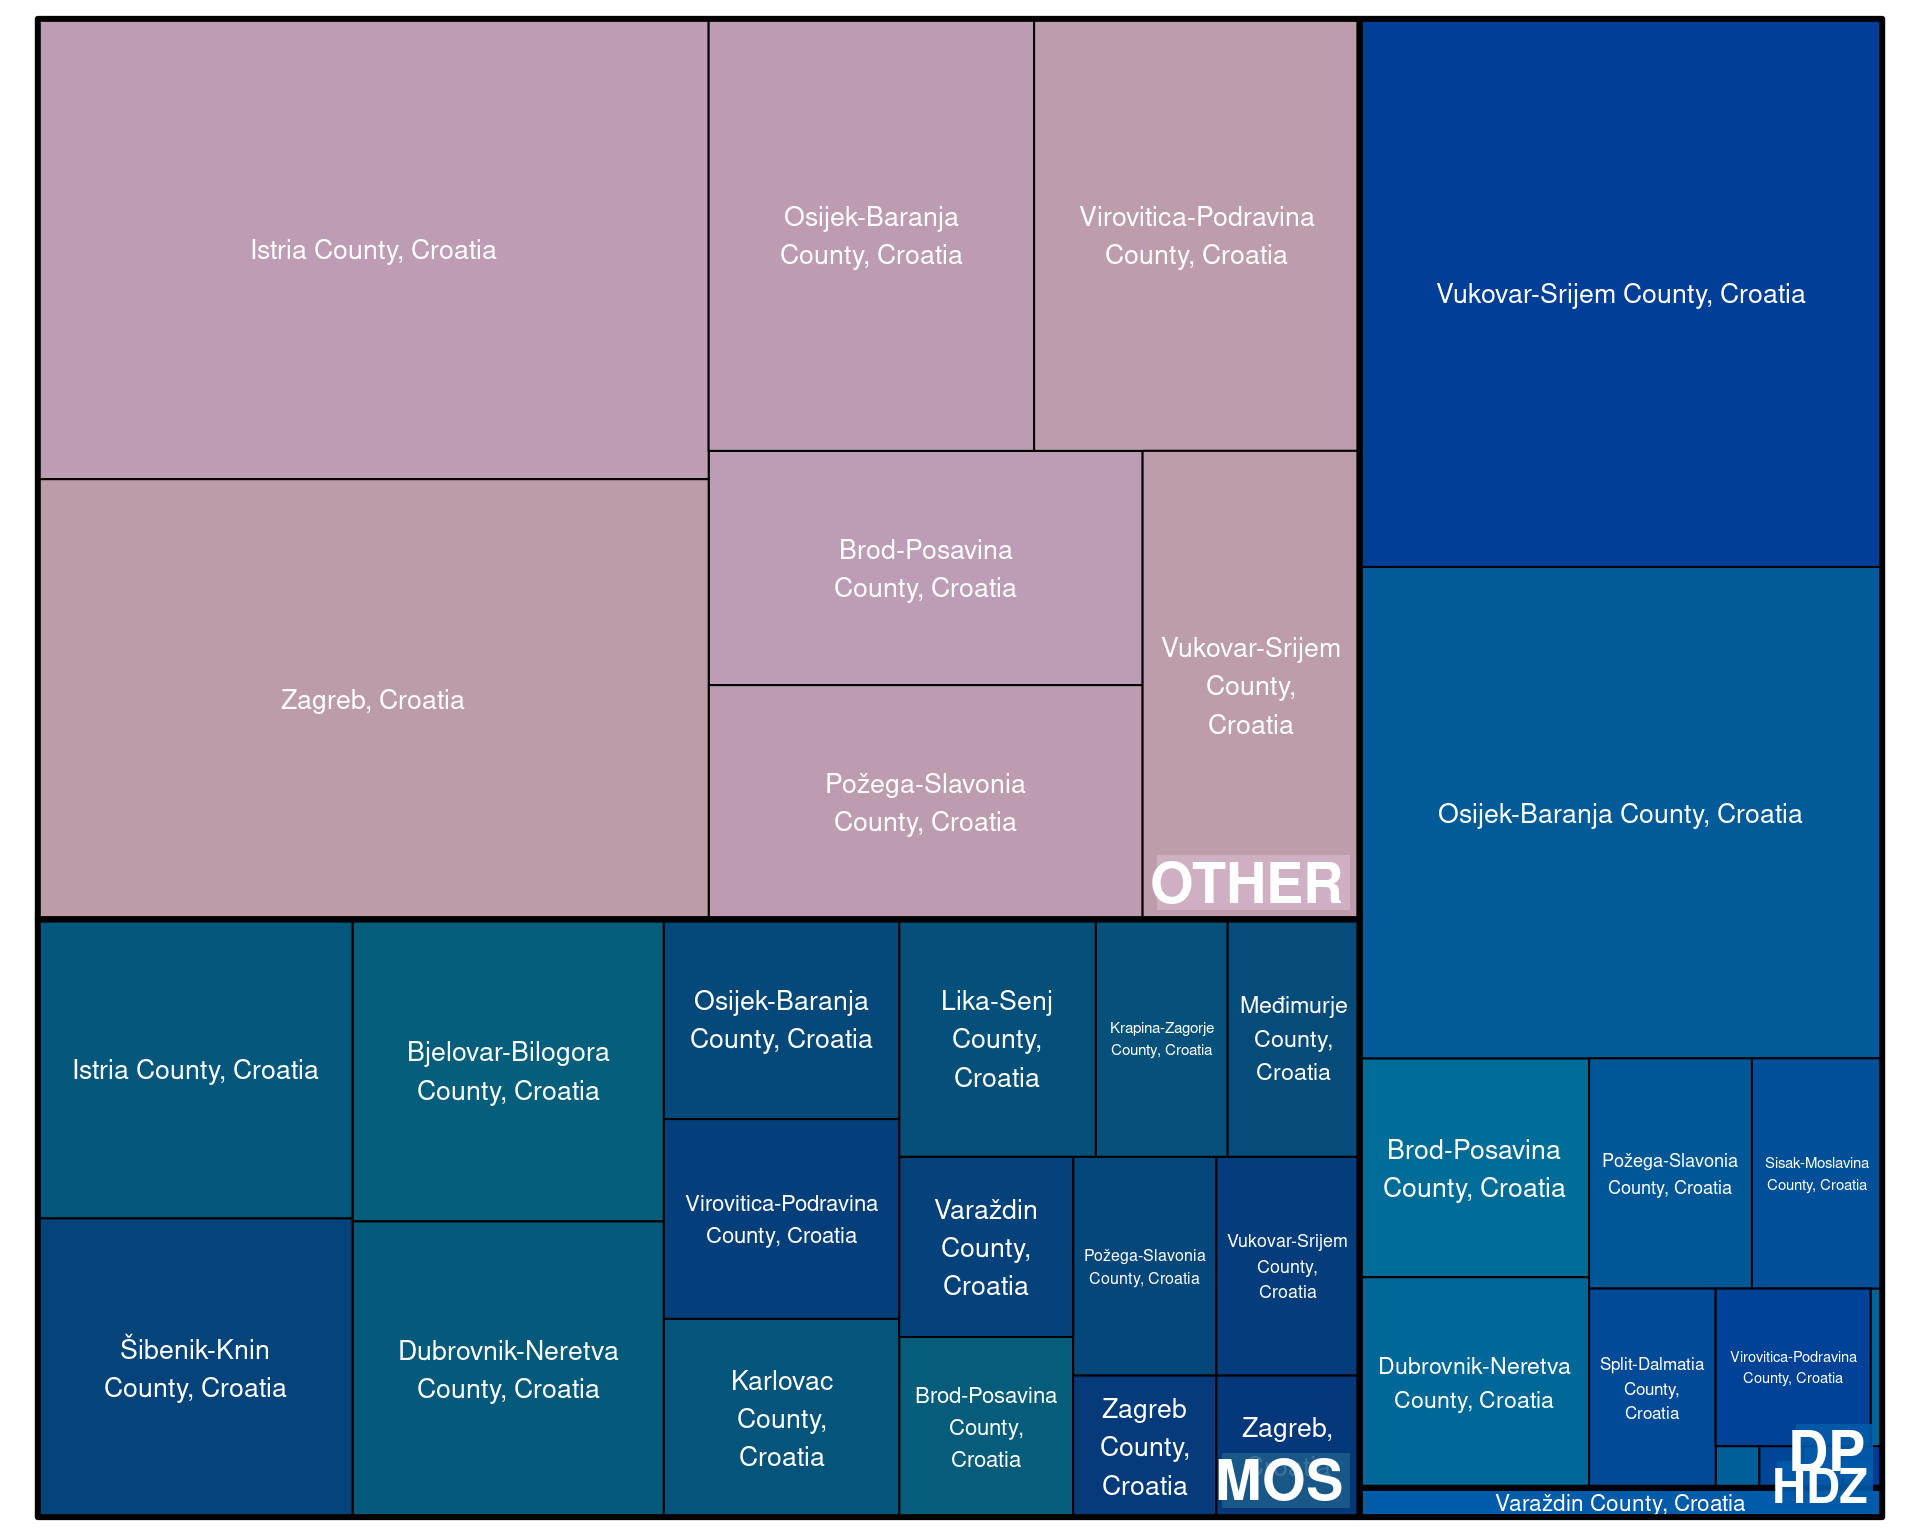 Istria County, Croatia
Osijek-Baranja
County, Croatia
Virovitica-Podravina
County, Croatia
Zagreb, Croatia
Brod-Posavina
County, Croatia
Požega-Slavonia
County, Croatia
Vukovar-Srijem
County,
Croatia
OTHER
Vukovar-Srijem County, Croatia
Osijek-Baranja County, Croatia
Brod-Posavina
County, Croatia
Požega-Slavonia
County, Croatia
Sisak-Moslavina
County, Croatia
Dubrovnik-Neretva
County, Croatia
Split-Dalmatia
County,
Croatia
Virovitica-Podravina
County, Croatia
DP
HDZ
Varaždin County, Croatia
Istria County, Croatia
Bjelovar-Bilogora
County, Croatia
Šibenik-Knin
County, Croatia
Dubrovnik-Neretva
County, Croatia
Osijek-Baranja
County, Croatia
Virovitica-Podravina
County, Croatia
Karlovac
County,
Croatia
Lika-Senj
County,
Croatia
Krapina-Zagorje
County, Croatia
Međimurje
County,
Croatia
Varaždin
County,
Croatia
Požega-Slavonia
County, Croatia
Vukovar-Srijem
County,
Croatia
Brod-Posavina
County,
Croatia
Zagreb
County,
Croatia
Zagreb,
MOS